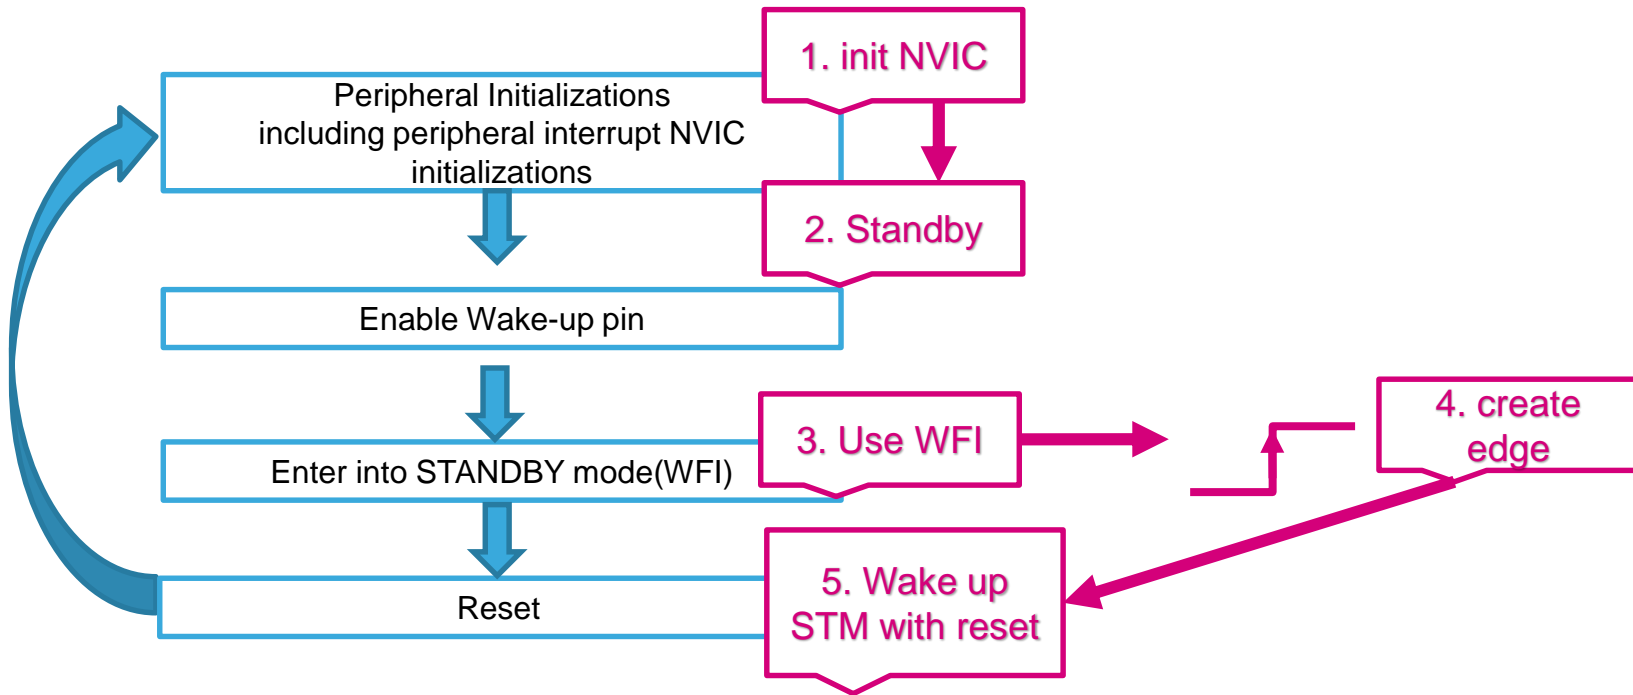 1. init NVIC
Peripheral Initializations
including peripheral interrupt NVIC
initializations
2. Standby
Enable Wake-up pin
3. Use WFI
4. create
edge
Enter into STANDBY mode(WFI)
5. Wake up
STM with reset
Reset